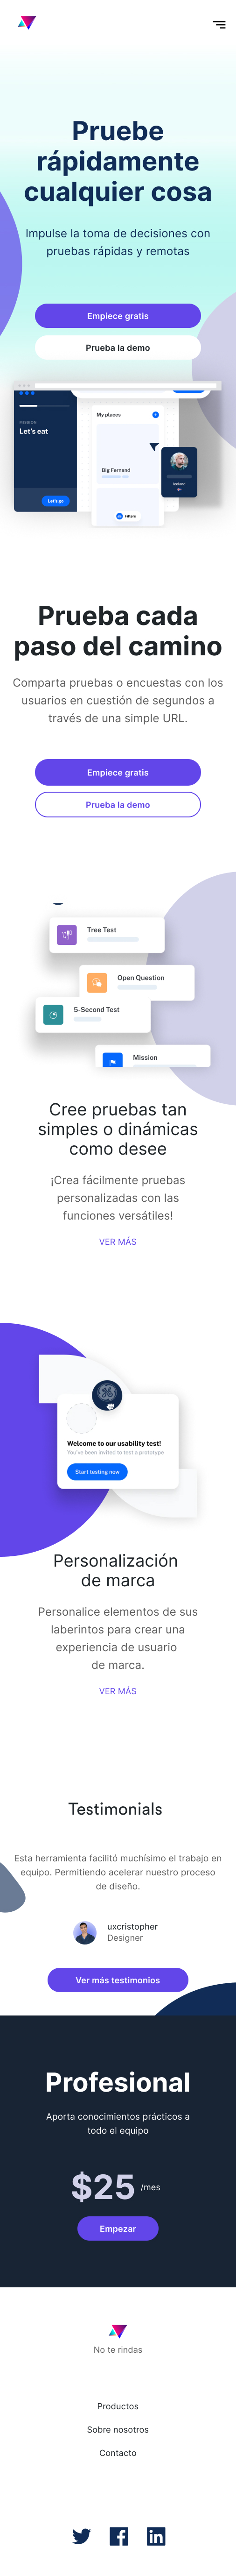 Pruebe
rápidamente
cualquier cosa
Impulse la toma de decisiones con
pruebas rápidas y remotas
Empiece gratis
Prueba la demo
MISSION
Let's eat
Let's go
My places
Big Fernand
Filters
Iceland
Prueba cada
paso del camino
Comparta pruebas o encuestas con los
usuarios en cuestión de segundos a
través de una simple URL.
Empiece gratis
Prueba la demo
Tree Test
Open Question
5-Second Test
Mission
Cree pruebas tan
simples o dinámicas
como desee
¡Crea fácilmente pruebas
personalizadas con las
funciones versátiles!
VER MÁS
Welcome to our usability test!
You've been invited to test a prototype
Start testing now
Personalización
de marca
Personalice elementos de sus
laberintos para crear una
experiencia de usuario
de marca.
VER MÁS
Testimonials
Esta herramienta facilitó muchísimo el trabajo en
equipo. Permitiendo acelerar nuestro proceso
de diseño.
uxcristopher
Designer
Ver más testimonios
Profesional
Aporta conocimientos prácticos a
todo el equipo
$25 /mes
Empezar
No te rindas
Productos
Sobre nosotros
Contacto